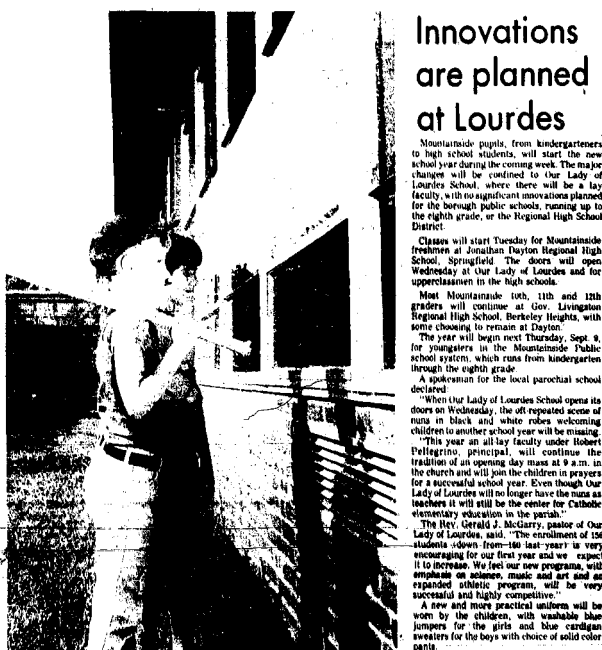 Innovations
are planned
at Lourdes
Mountainside pupils, from kindergarteners
to high school students, will start the new
school year during the coming week. The major
changes will be confined to Our Lady of
Lourdes School, where there will be a lay
faculty, with no significant innovations planned
for the borough public schools, running up to
the eighth grade, or the Regional High School
District.
Classes will start Tuesday for Mountainside
freshmen at Jonathan Dayton Regional High
School, Springfield. The doors will open
Wednesday at Our Lady of Lourdes and for
upperclassmen in the high schools.
Most Mountainside 10th, 11th and 12th
graders will continue at Gov. Livingston
Regional High School, Berkeley Heights, with
some choosing to remain at Dayton.
The year will begin next Thursday, Sept. 9,
for youngsters in the Mountainside Public
school system, which runs from kindergarten
through the eighth grade.
A spokesman for the local parochial school
declared:
"When Our Lady of Lourdes School opens its
doors on Wednesday, the oft-repeated scene of
nuns in black and white robes welcoming
children to another school year will be missing.
"This year an all-lay faculty under Robert
Pellegrino, principal, will continue the
tradition of an opening day mass at 9 a.m. in
the church and will join the children in prayers
for a successful school year. Even though Our
Lady of Lourdes will no longer have the nuns as
teachers it will still be the center for Catholic
elementary education in the parish."
The Rev. Gerald J. McGarry, pastor of Our
Lady of Lourdes, said, "The enrollment of 156
students (down from 160 last year) is very
encouraging for our first year and we expect
it to increase. We feel our new programs, with
emphasis on science, music and art and an
expanded athletic program, will be very
successful and highly competitive."
A new and more practical uniform will be
worn by the children, with washable blue
jumpers for the girls and blue cardigan
sweaters for the boys with choice of solid color
pants.